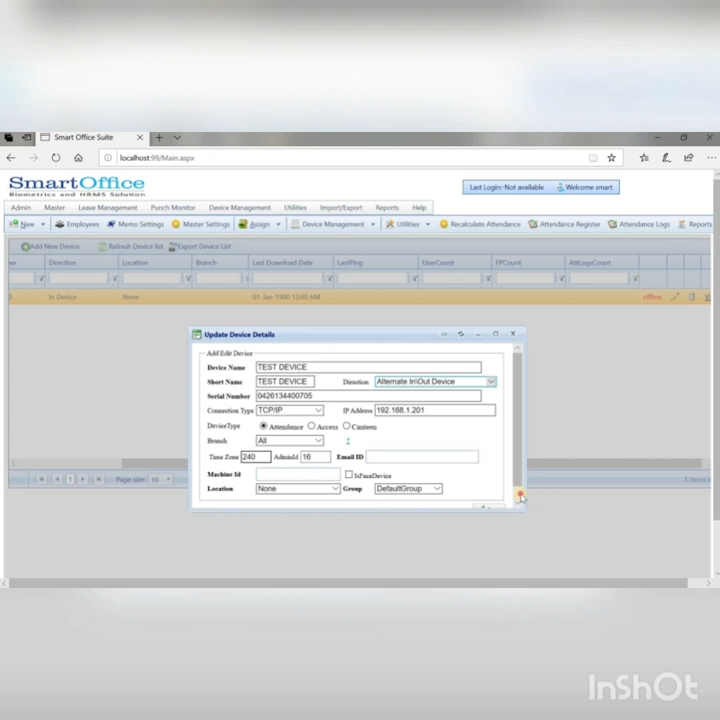 Smart Office Suite
localhost:99/Main.aspx
SmartOffice
Biometrics and HRMS Solution
Last Login:-Not available Welcome smart
Admin Master Leave Management Punch Monitor Device Management Utilities Import/Export Reports Help
New Employees Memo Settings Master Settings Assign Device Management Utilities Recalculate Attendance Attendance Register Attendance Logs Reports
Add New Device Refresh Device list Export Device List
Direction Location Branch Last Download Date LastPing UserCount FPCount AttLogsCount
In Device None 01-Jan-1900 12:00 AM offline
Update Device Details
Add/Edit Device
Device Name TEST DEVICE
Short Name TEST DEVICE Direction Alternate In\Out Device
Serial Number 0426134400705
Connection Type TCP/IP IP Address 192.168.1.201
DeviceType Attendance Access Canteen
Branch All
Time Zone 240 AdminId 16 Email ID
Machine Id IsFaceDevice
Location None Group DefaultGroup
1 Page size: 10
InShOt